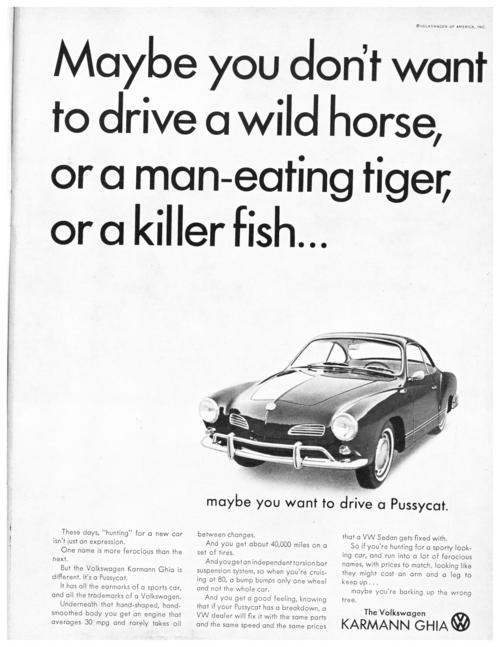 ©VOLKSWAGEN OF AMERICA, INC.
Maybe you don't want
to drive a wild horse,
or a man-eating tiger,
or a killer fish...
maybe you want to drive a Pussycat.
These days, "hunting" for a new car
isn't just an expression.
One name is more ferocious than the
next.
But the Volkswagen Karmann Ghia is
different. It's a Pussycat.
It has all the earmarks of a sports car,
and all the trademarks of a Volkswagen.
Underneath that hand-shaped, hand-
smoothed body you get an engine that
averages 30 mpg and rarely takes oil
between changes.
And you get about 40,000 miles on a
set of tires.
And you get an independent torsion bar
suspension system, so when you're cruis-
ing at 80, a bump bumps only one wheel
and not the whole car.
And you get a good feeling, knowing
that if your Pussycat has a breakdown, a
VW dealer will fix it with the same parts
and the same speed and the same prices
that a VW Sedan gets fixed with.
So if you're hunting for a sporty look-
ing car, and run into a lot of ferocious
names, with prices to match, looking like
they might cost an arm and a leg to
keep up . . .
maybe you're barking up the wrong
tree.
The Volkswagen
KARMANN GHIA